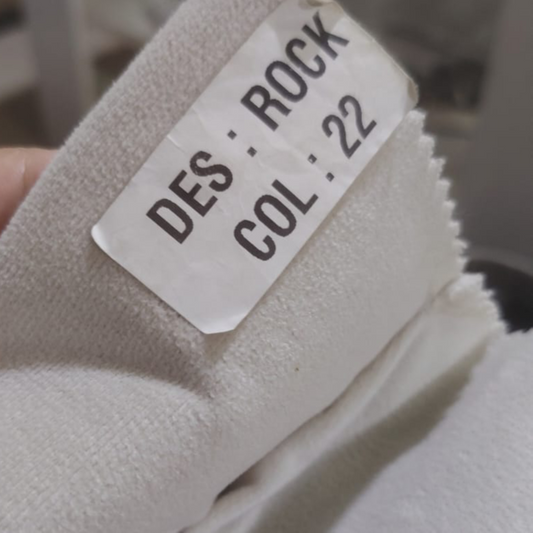 DES : ROCK
COL : 22